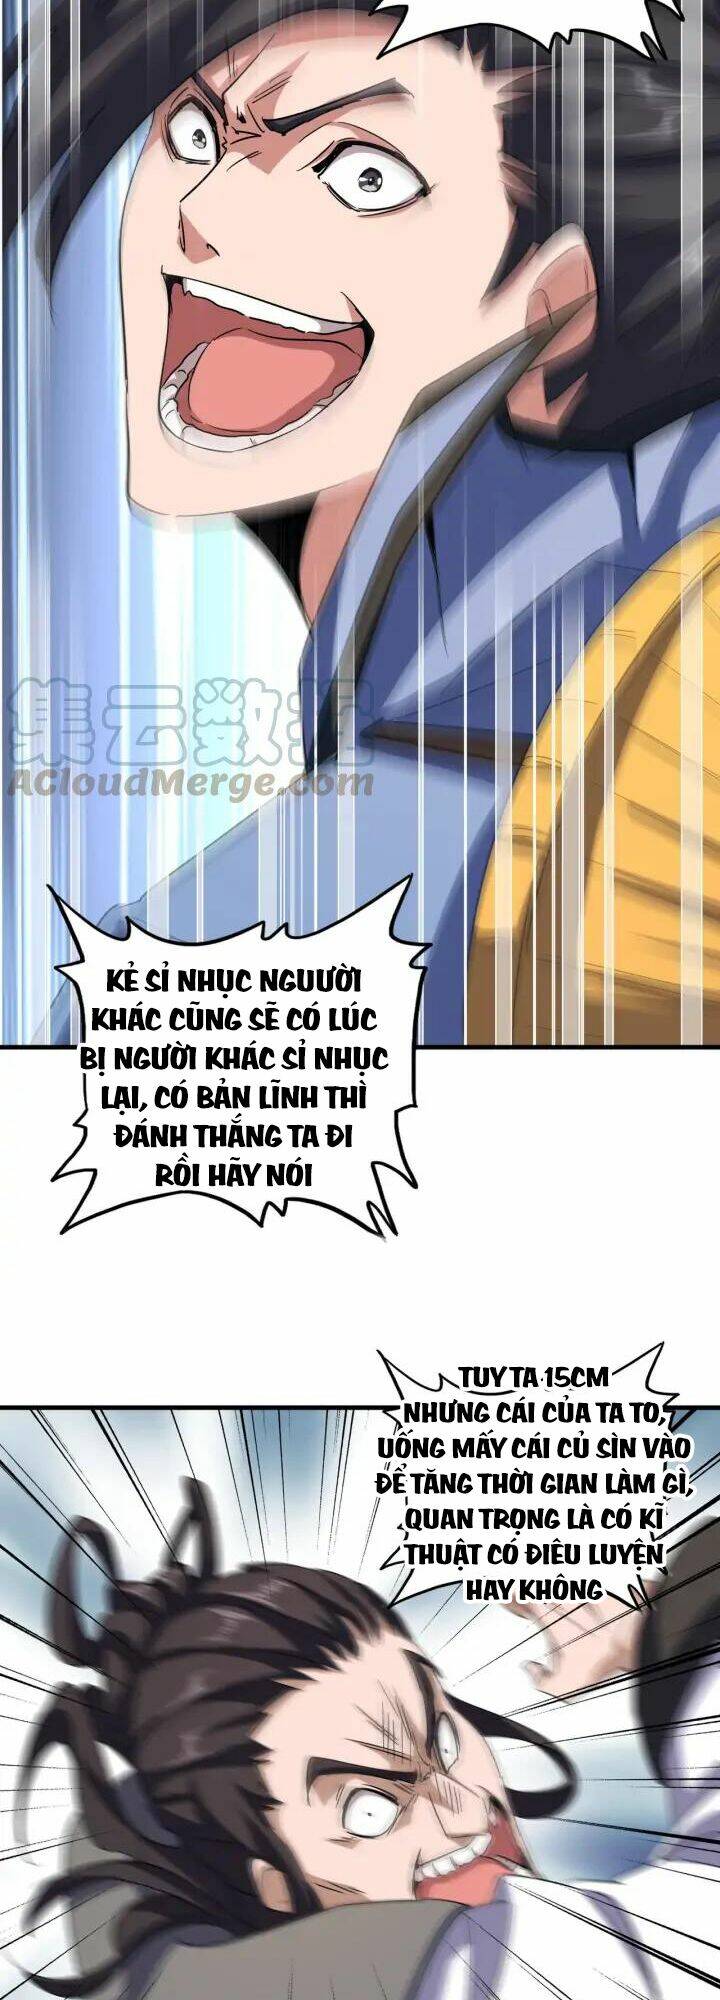 集云数据
ACloudMerge.com
KẺ SỈ NHỤC NGUƯỜI
KHÁC CŨNG SẼ CÓ LÚC
BỊ NGƯỜI KHÁC SỈ NHỤC
LẠI, CÓ BẢN LĨNH THÌ
ĐÁNH THẮNG TA ĐI
RỒI HÃY NÓI
TUY TA 15CM
NHƯNG CÁI CỦA TA TO,
UỐNG MẤY CÁI CỦ SÌN VÀO
ĐỂ TĂNG THỜI GIAN LÀM GÌ,
QUAN TRỌNG LÀ CÓ KĨ
THUẬT CÓ ĐIÊU LUYỆN
HAY KHÔNG